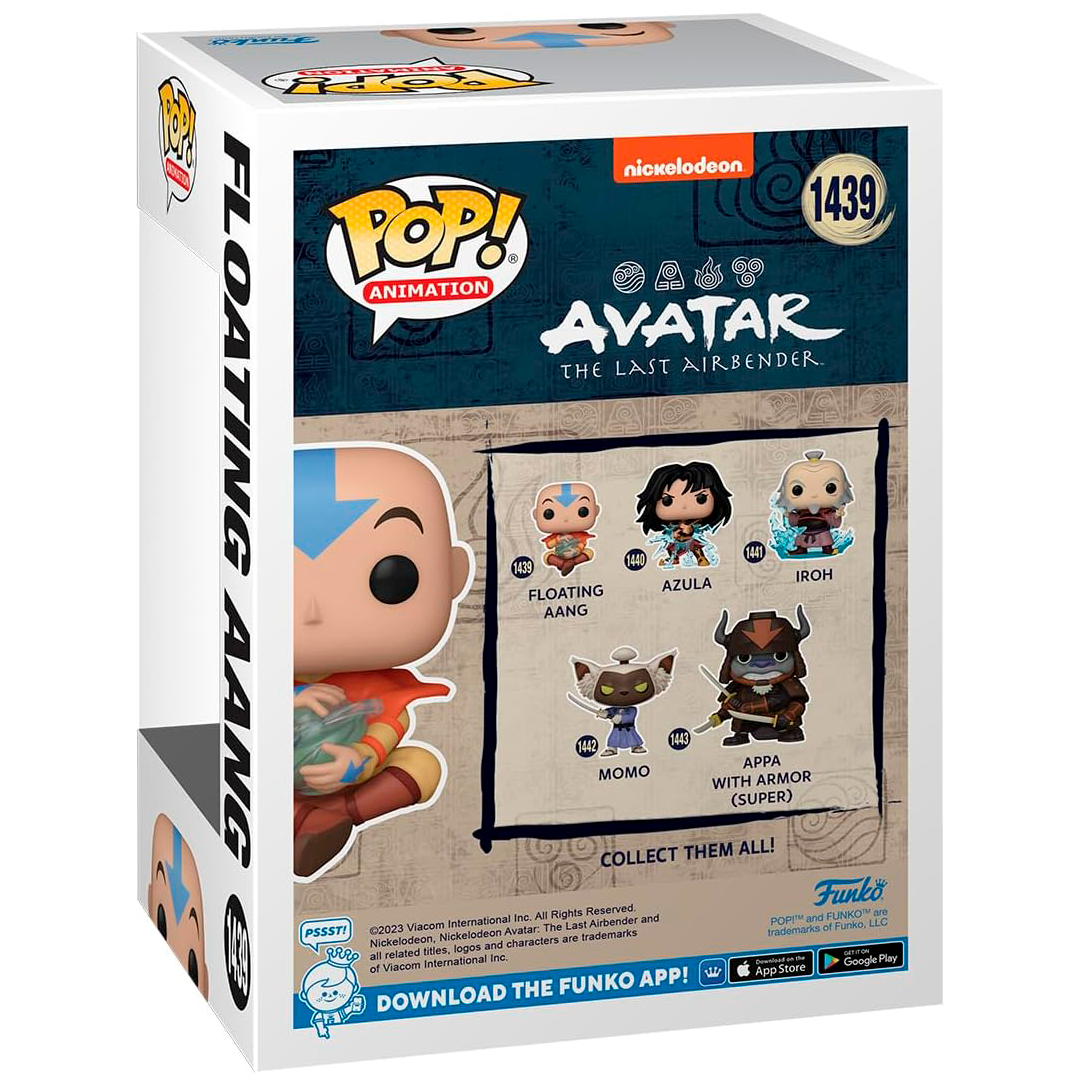 Funko
POP!
ANIMATION
POP!
ANIMATION
FLOATING AANG
1439
nickelodeon
1439
POP!®
ANIMATION
AVATAR
THE LAST AIRBENDER™
1439
FLOATING
AANG
1440
AZULA
1441
IROH
1442
MOMO
1443
APPA
WITH ARMOR
(SUPER)
COLLECT THEM ALL!
PSSST!
©2023 Viacom International Inc. All Rights Reserved.
Nickelodeon, Nickelodeon Avatar: The Last Airbender and
all related titles, logos and characters are trademarks
of Viacom International Inc.
Funko
POP!™ and FUNKO™ are
trademarks of Funko, LLC
DOWNLOAD THE FUNKO APP!
Download on the
App Store
GET IT ON
Google Play